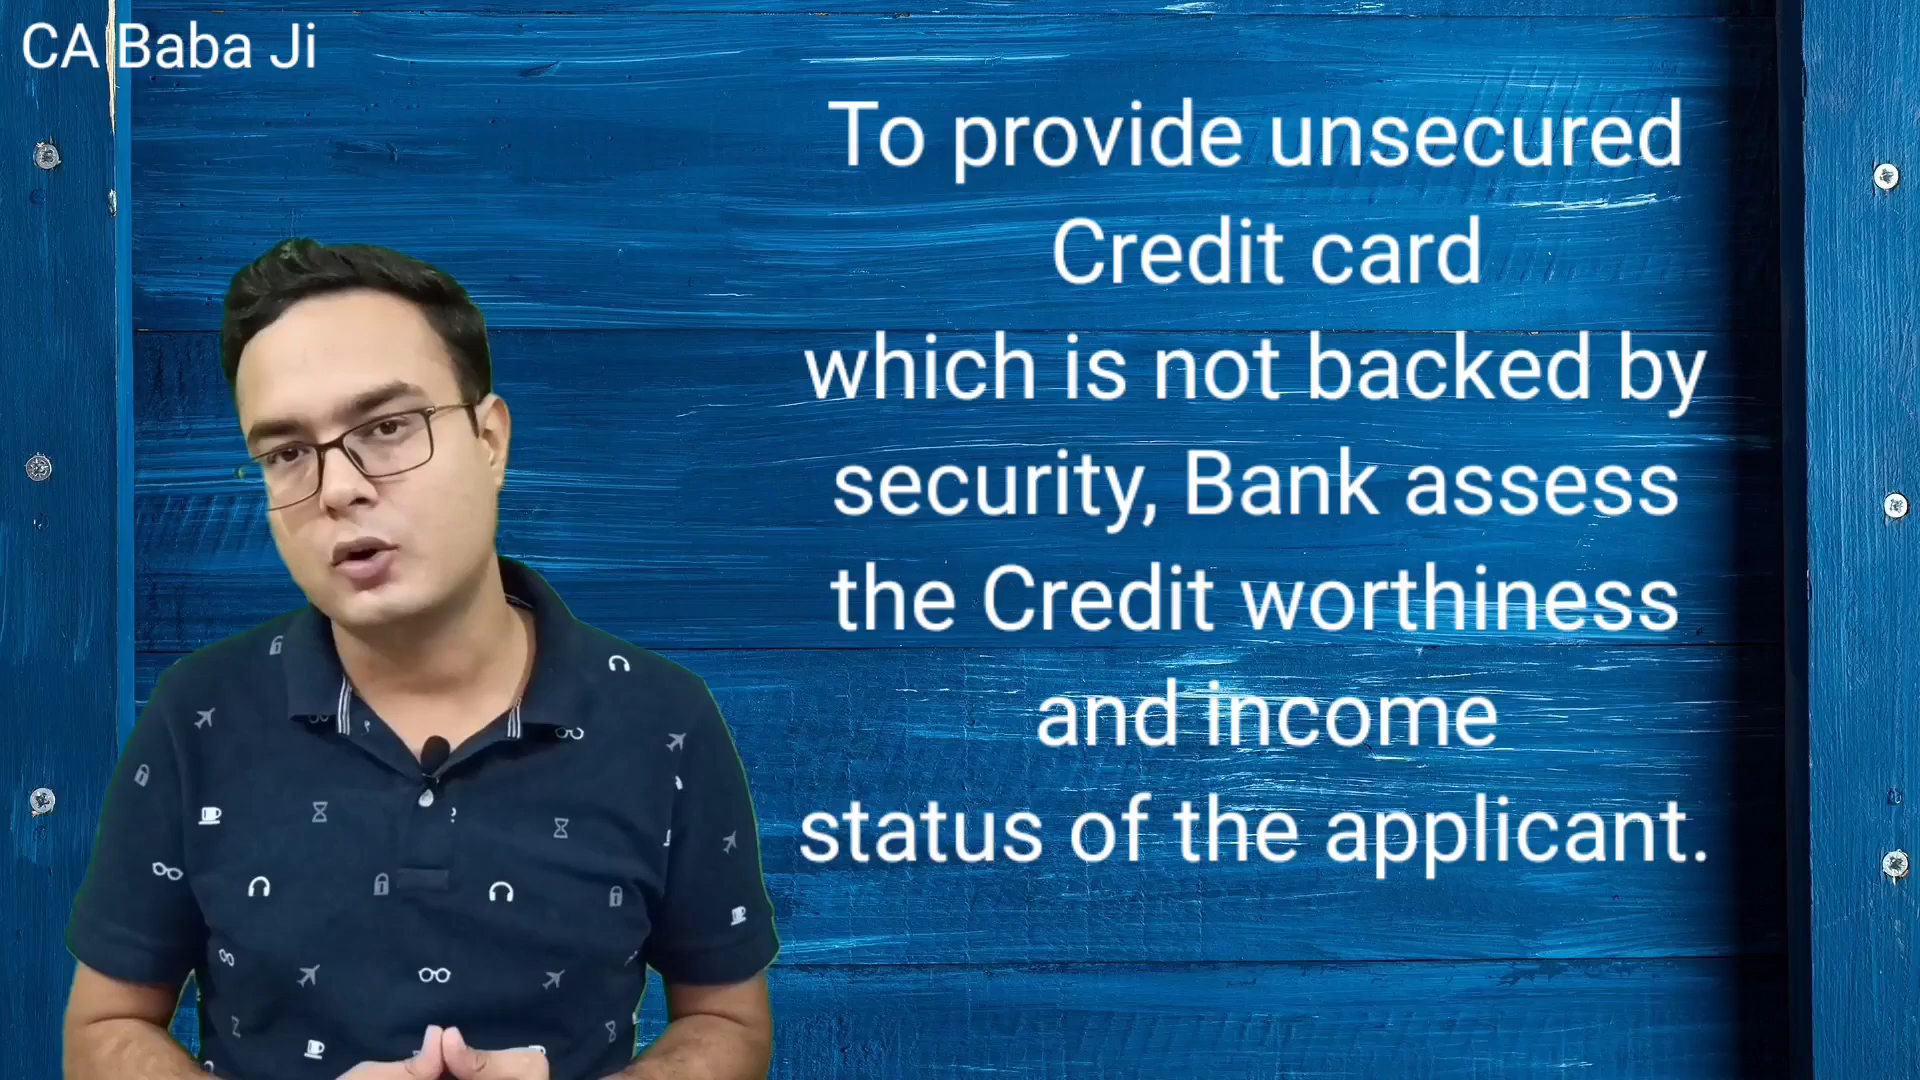 CA Baba Ji
To provide unsecured
Credit card
which is not backed by
security, Bank assess
the Credit worthiness
and income
status of the applicant.